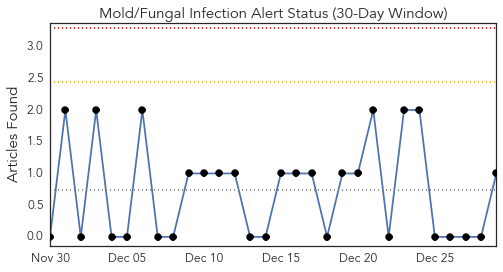 Mold/Fungal Infection Alert Status (30-Day Window)
Articles Found
3.0
2.5
2.0
1.5
1.0
0.5
0.0
Nov 30 Dec 05 Dec 10 Dec 15 Dec 20 Dec 25